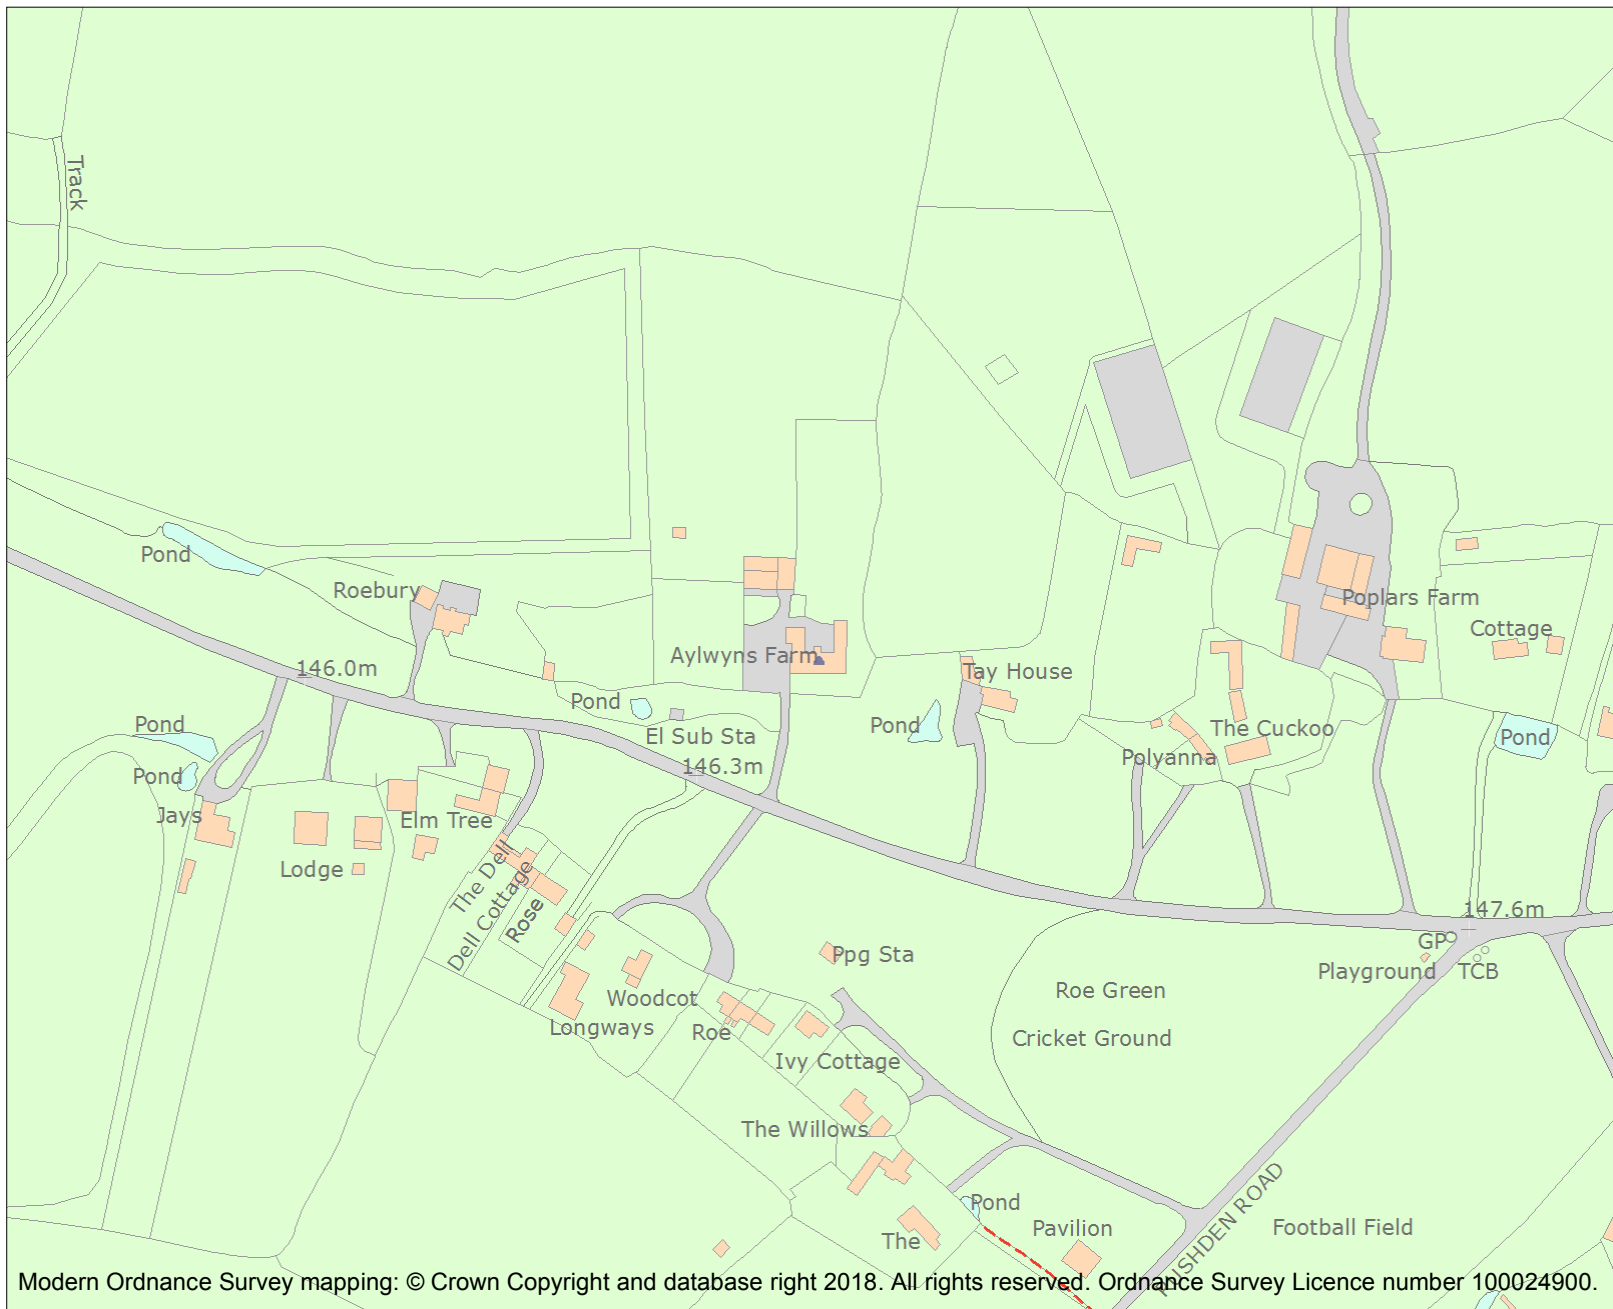 Track
Pond
Roebury
146.0m
Pond
Pond
Jays
Lodge
Elm Tree
The Dell
Dell Cottage
Rose
Aylwyns Farm
Pond
El Sub Sta
146.3m
Pond
Tay House
Polyanna
The Cuckoo
Poplars Farm
Cottage
Pond
147.6m
GP
Playground
TCB
Ppg Sta
Roe Green
Cricket Ground
Woodcot
Longways
Roe
Ivy Cottage
The Willows
Pond
The
Pavilion
RUSHDEN ROAD
Football Field
Modern Ordnance Survey mapping: © Crown Copyright and database right 2018. All rights reserved. Ordnance Survey Licence number 100024900.